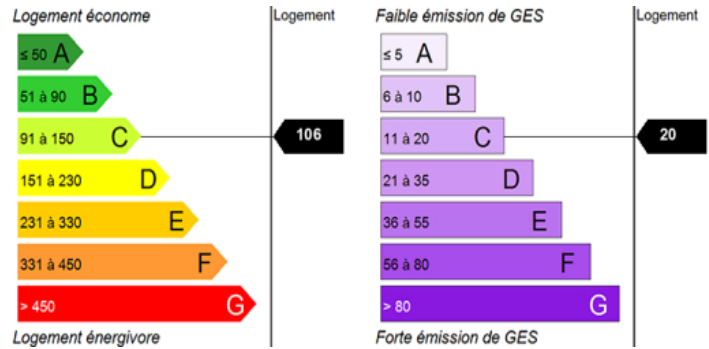 Logement économe
Logement
≤ 50 A
51 à 90 B
91 à 150 C
106
151 à 230 D
231 à 330 E
331 à 450 F
> 450 G
Logement énergivore
Faible émission de GES
Logement
≤ 5 A
6 à 10 B
11 à 20 C
20
21 à 35 D
36 à 55 E
56 à 80 F
> 80 G
Forte émission de GES